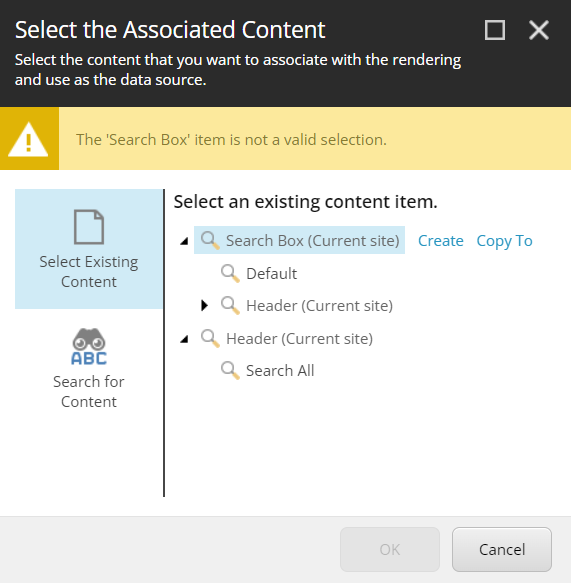 Select the Associated Content
Select the content that you want to associate with the rendering
and use as the data source.
The 'Search Box' item is not a valid selection.
Select Existing
Content
ABC
Search for
Content
Select an existing content item.
Search Box (Current site) Create Copy To
Default
Header (Current site)
Header (Current site)
Search All
OK Cancel